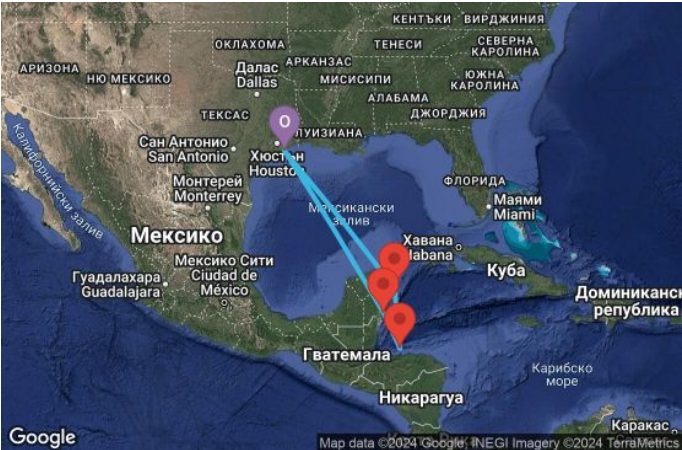 КЕНТЪКИ
ВИРДЖИНИЯ
ОКЛАХОМА
ТЕНЕСИ
СЕВЕРНА
КАРОЛИНА
АРИЗОНА
НЮ МЕКСИКО
Далас
Dallas
АРКАНЗАС
МИСИСИПИ
ЮЖНА
КАРОЛИНА
АЛАБАМА
ДЖОРДЖИЯ
ТЕКСАС
O
ЛУИЗИАНА
Сан Антонио
San Antonio
Хюстън
Houston
Калифорнийски залив
Монтерей
Monterrey
ФЛОРИДА
Маями
Miami
Мексикански
залив
Мексико
Хавана
Habana
Мексико Сити
Ciudad de
México
Гуадалахара
Guadalajara
Куба
Доминиканск
република
Гватемала
Карибско
море
Никарагуа
Каракас
Google
Map data ©2024 Google, INEGI Imagery ©2024 TerraMetrics